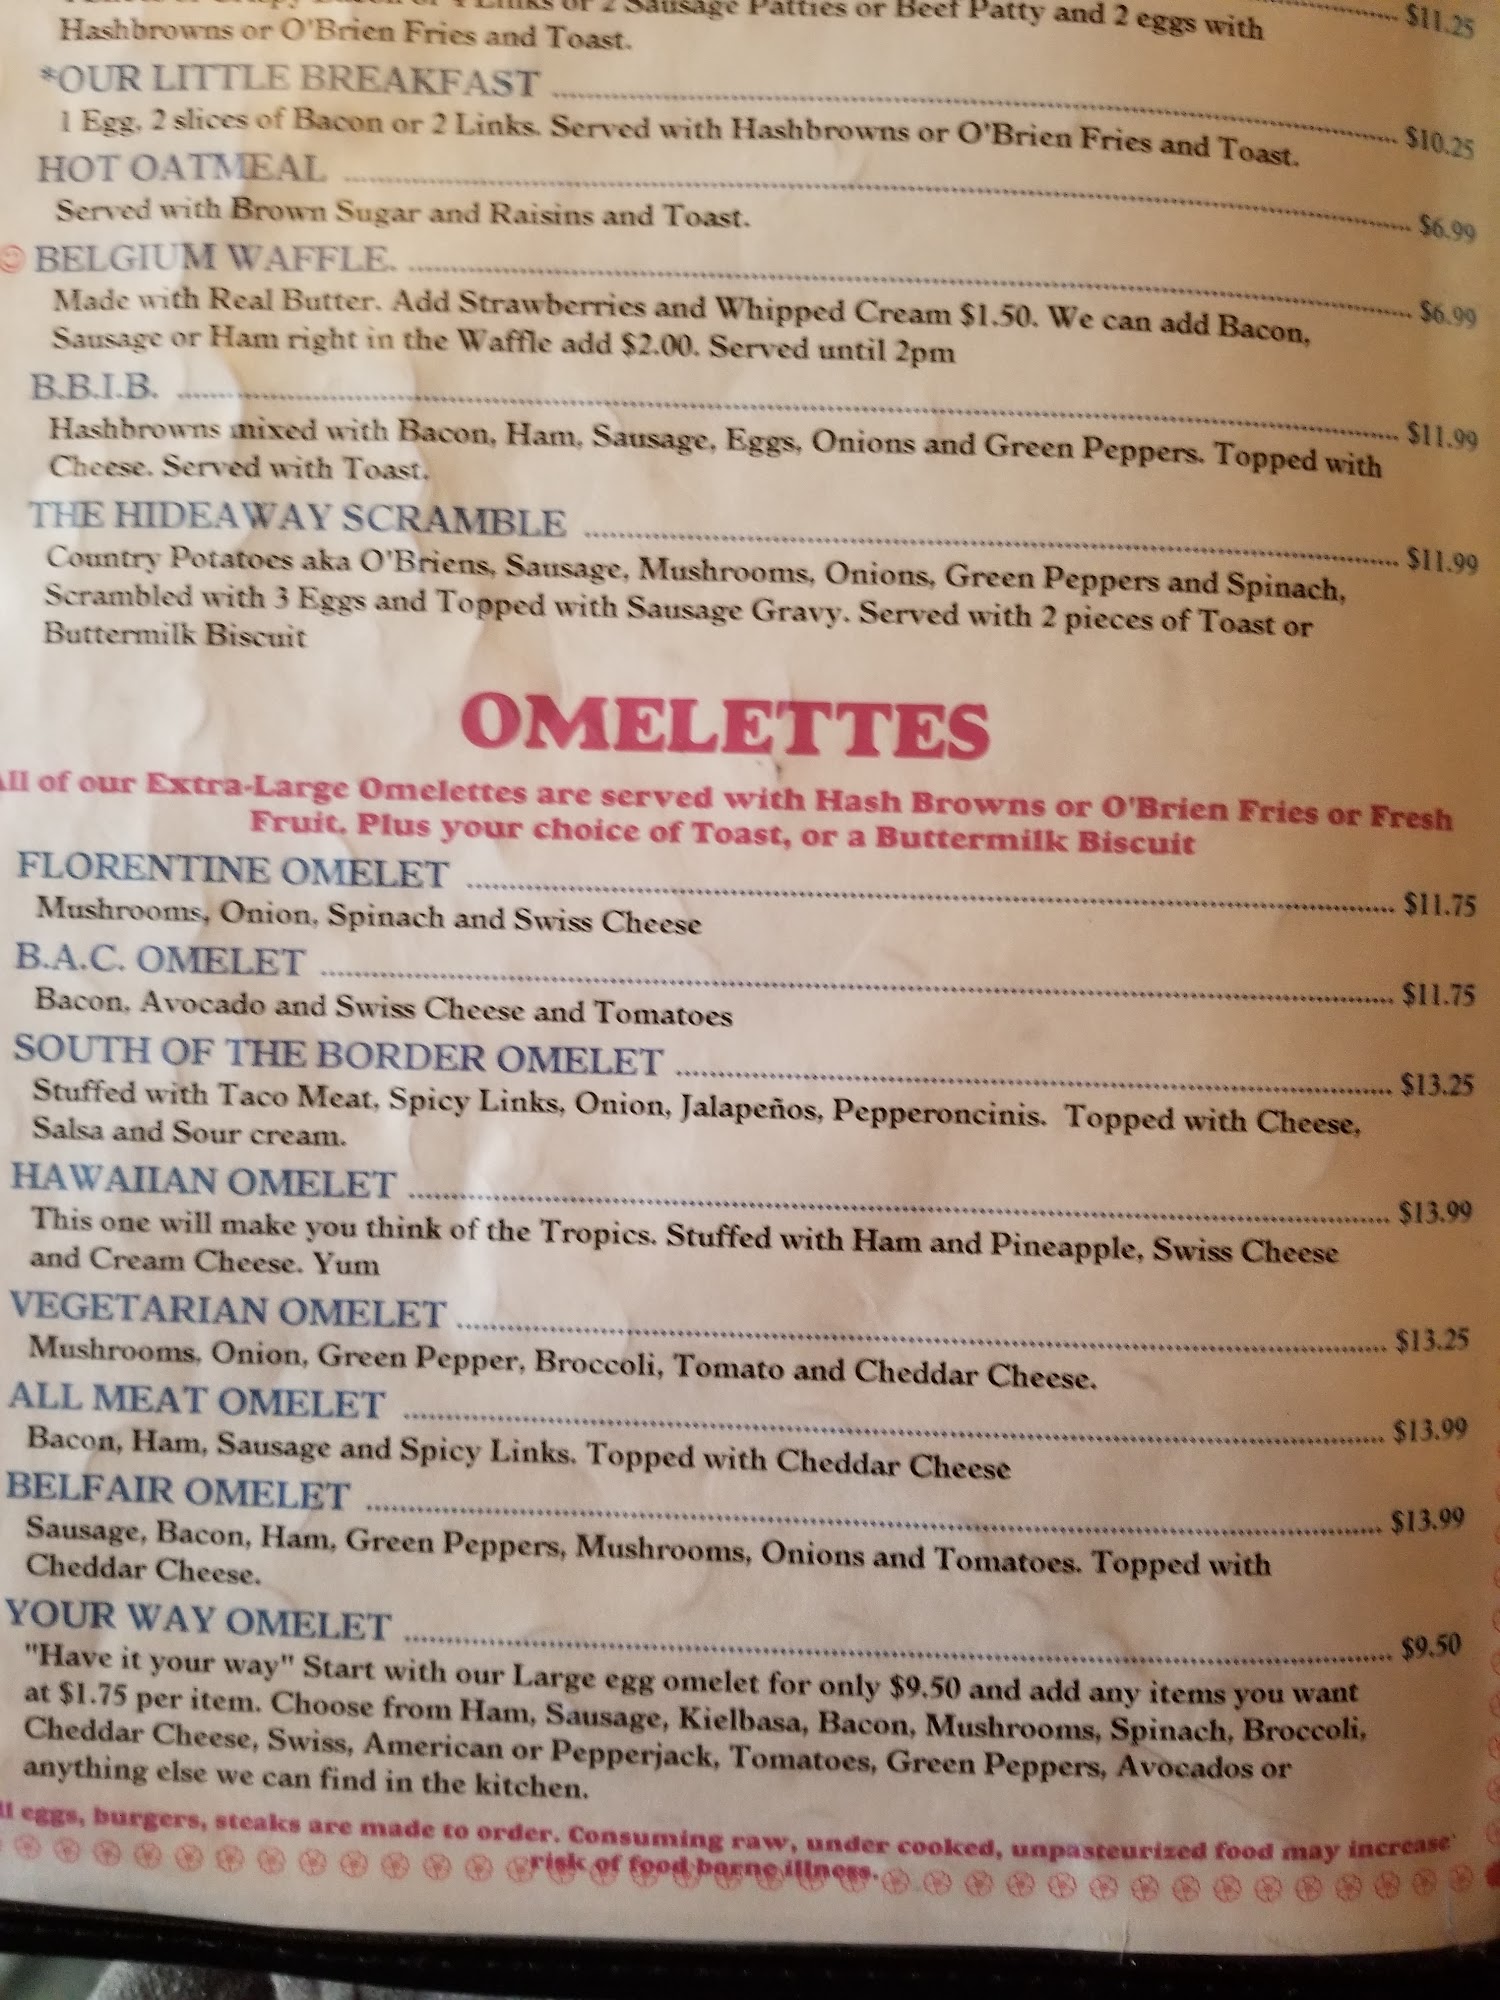 Links or 2 Sausage Patties or Beef Patty and 2 eggs with $11.25
Hashbrowns or O'Brien Fries and Toast.
*OUR LITTLE BREAKFAST $10.25
1 Egg, 2 slices of Bacon or 2 Links. Served with Hashbrowns or O'Brien Fries and Toast.
HOT OATMEAL $6.99
Served with Brown Sugar and Raisins and Toast.
BELGIUM WAFFLE. $6.99
Made with Real Butter. Add Strawberries and Whipped Cream $1.50. We can add Bacon,
Sausage or Ham right in the Waffle add $2.00. Served until 2pm
B.B.I.B. $11.99
Hashbrowns mixed with Bacon, Ham, Sausage, Eggs, Onions and Green Peppers. Topped with
Cheese. Served with Toast.
THE HIDEAWAY SCRAMBLE $11.99
Country Potatoes aka O'Briens, Sausage, Mushrooms, Onions, Green Peppers and Spinach,
Scrambled with 3 Eggs and Topped with Sausage Gravy. Served with 2 pieces of Toast or
Buttermilk Biscuit
OMELETTES
All of our Extra-Large Omelettes are served with Hash Browns or O'Brien Fries or Fresh
Fruit. Plus your choice of Toast, or a Buttermilk Biscuit
FLORENTINE OMELET $11.75
Mushrooms, Onion, Spinach and Swiss Cheese
B.A.C. OMELET $11.75
Bacon, Avocado and Swiss Cheese and Tomatoes
SOUTH OF THE BORDER OMELET $13.25
Stuffed with Taco Meat, Spicy Links, Onion, Jalapeños, Pepperoncinis. Topped with Cheese,
Salsa and Sour cream.
HAWAIIAN OMELET $13.99
This one will make you think of the Tropics. Stuffed with Ham and Pineapple, Swiss Cheese
and Cream Cheese. Yum
VEGETARIAN OMELET $13.25
Mushrooms, Onion, Green Pepper, Broccoli, Tomato and Cheddar Cheese.
ALL MEAT OMELET $13.99
Bacon, Ham, Sausage and Spicy Links. Topped with Cheddar Cheese
BELFAIR OMELET $13.99
Sausage, Bacon, Ham, Green Peppers, Mushrooms, Onions and Tomatoes. Topped with
Cheddar Cheese.
YOUR WAY OMELET $9.50
"Have it your way" Start with our Large egg omelet for only $9.50 and add any items you want
at $1.75 per item. Choose from Ham, Sausage, Kielbasa, Bacon, Mushrooms, Spinach, Broccoli,
Cheddar Cheese, Swiss, American or Pepperjack, Tomatoes, Green Peppers, Avocados or
anything else we can find in the kitchen.
ll eggs, burgers, steaks are made to order. Consuming raw, under cooked, unpasteurized food may increase
risk of food borne illness.